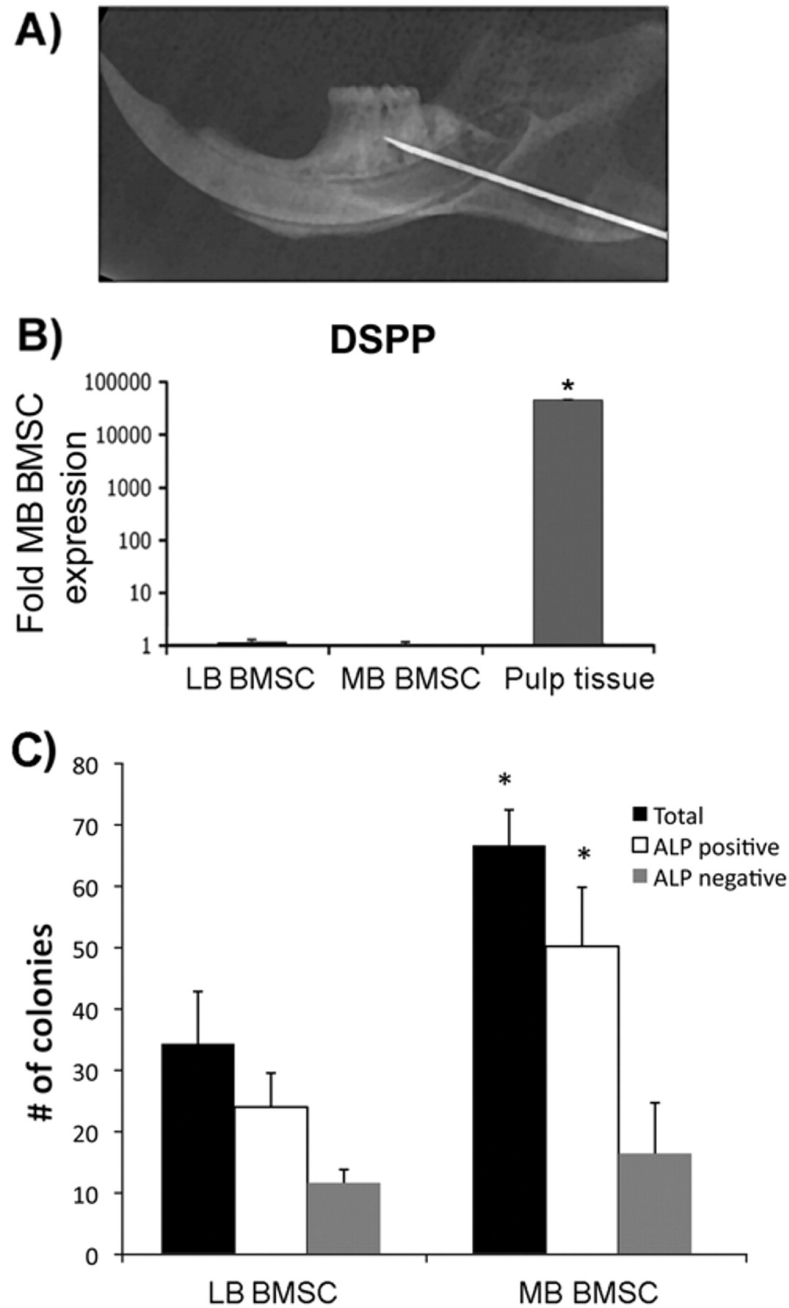 A)
B)
DSPP
Fold MB BMSC
expression
100000
10000
1000
100
10
1
*
LB BMSC
MB BMSC
Pulp tissue
C)
# of colonies
80
70
60
50
40
30
20
10
0
*
*
Total
ALP positive
ALP negative
LB BMSC
MB BMSC